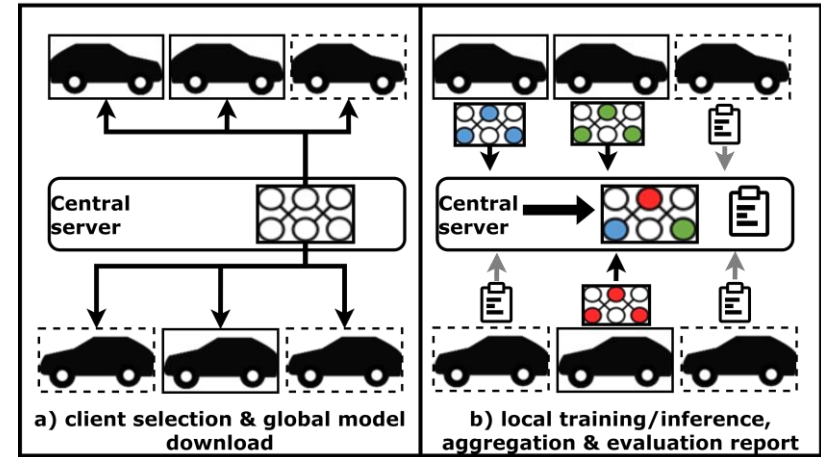 Central
server
a) client selection & global model
download
Central
server
b) local training/inference,
aggregation & evaluation report